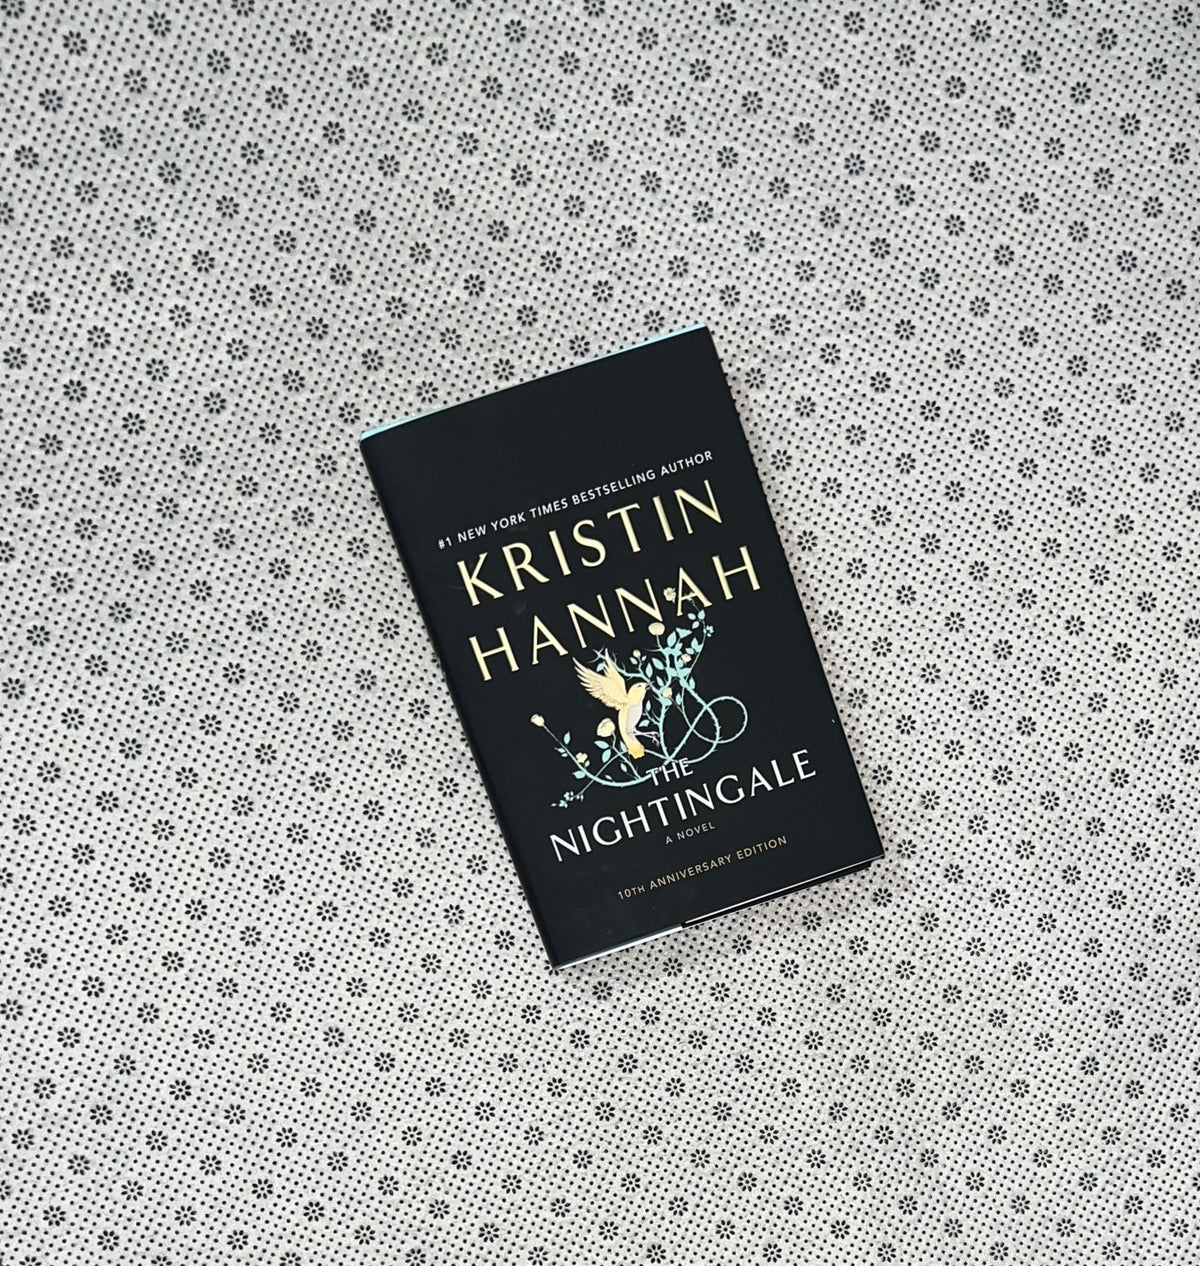 #1 NEW YORK TIMES BESTSELLING AUTHOR
KRISTIN
HANNAH
THE
NIGHTINGALE
A NOVEL
10TH ANNIVERSARY EDITION